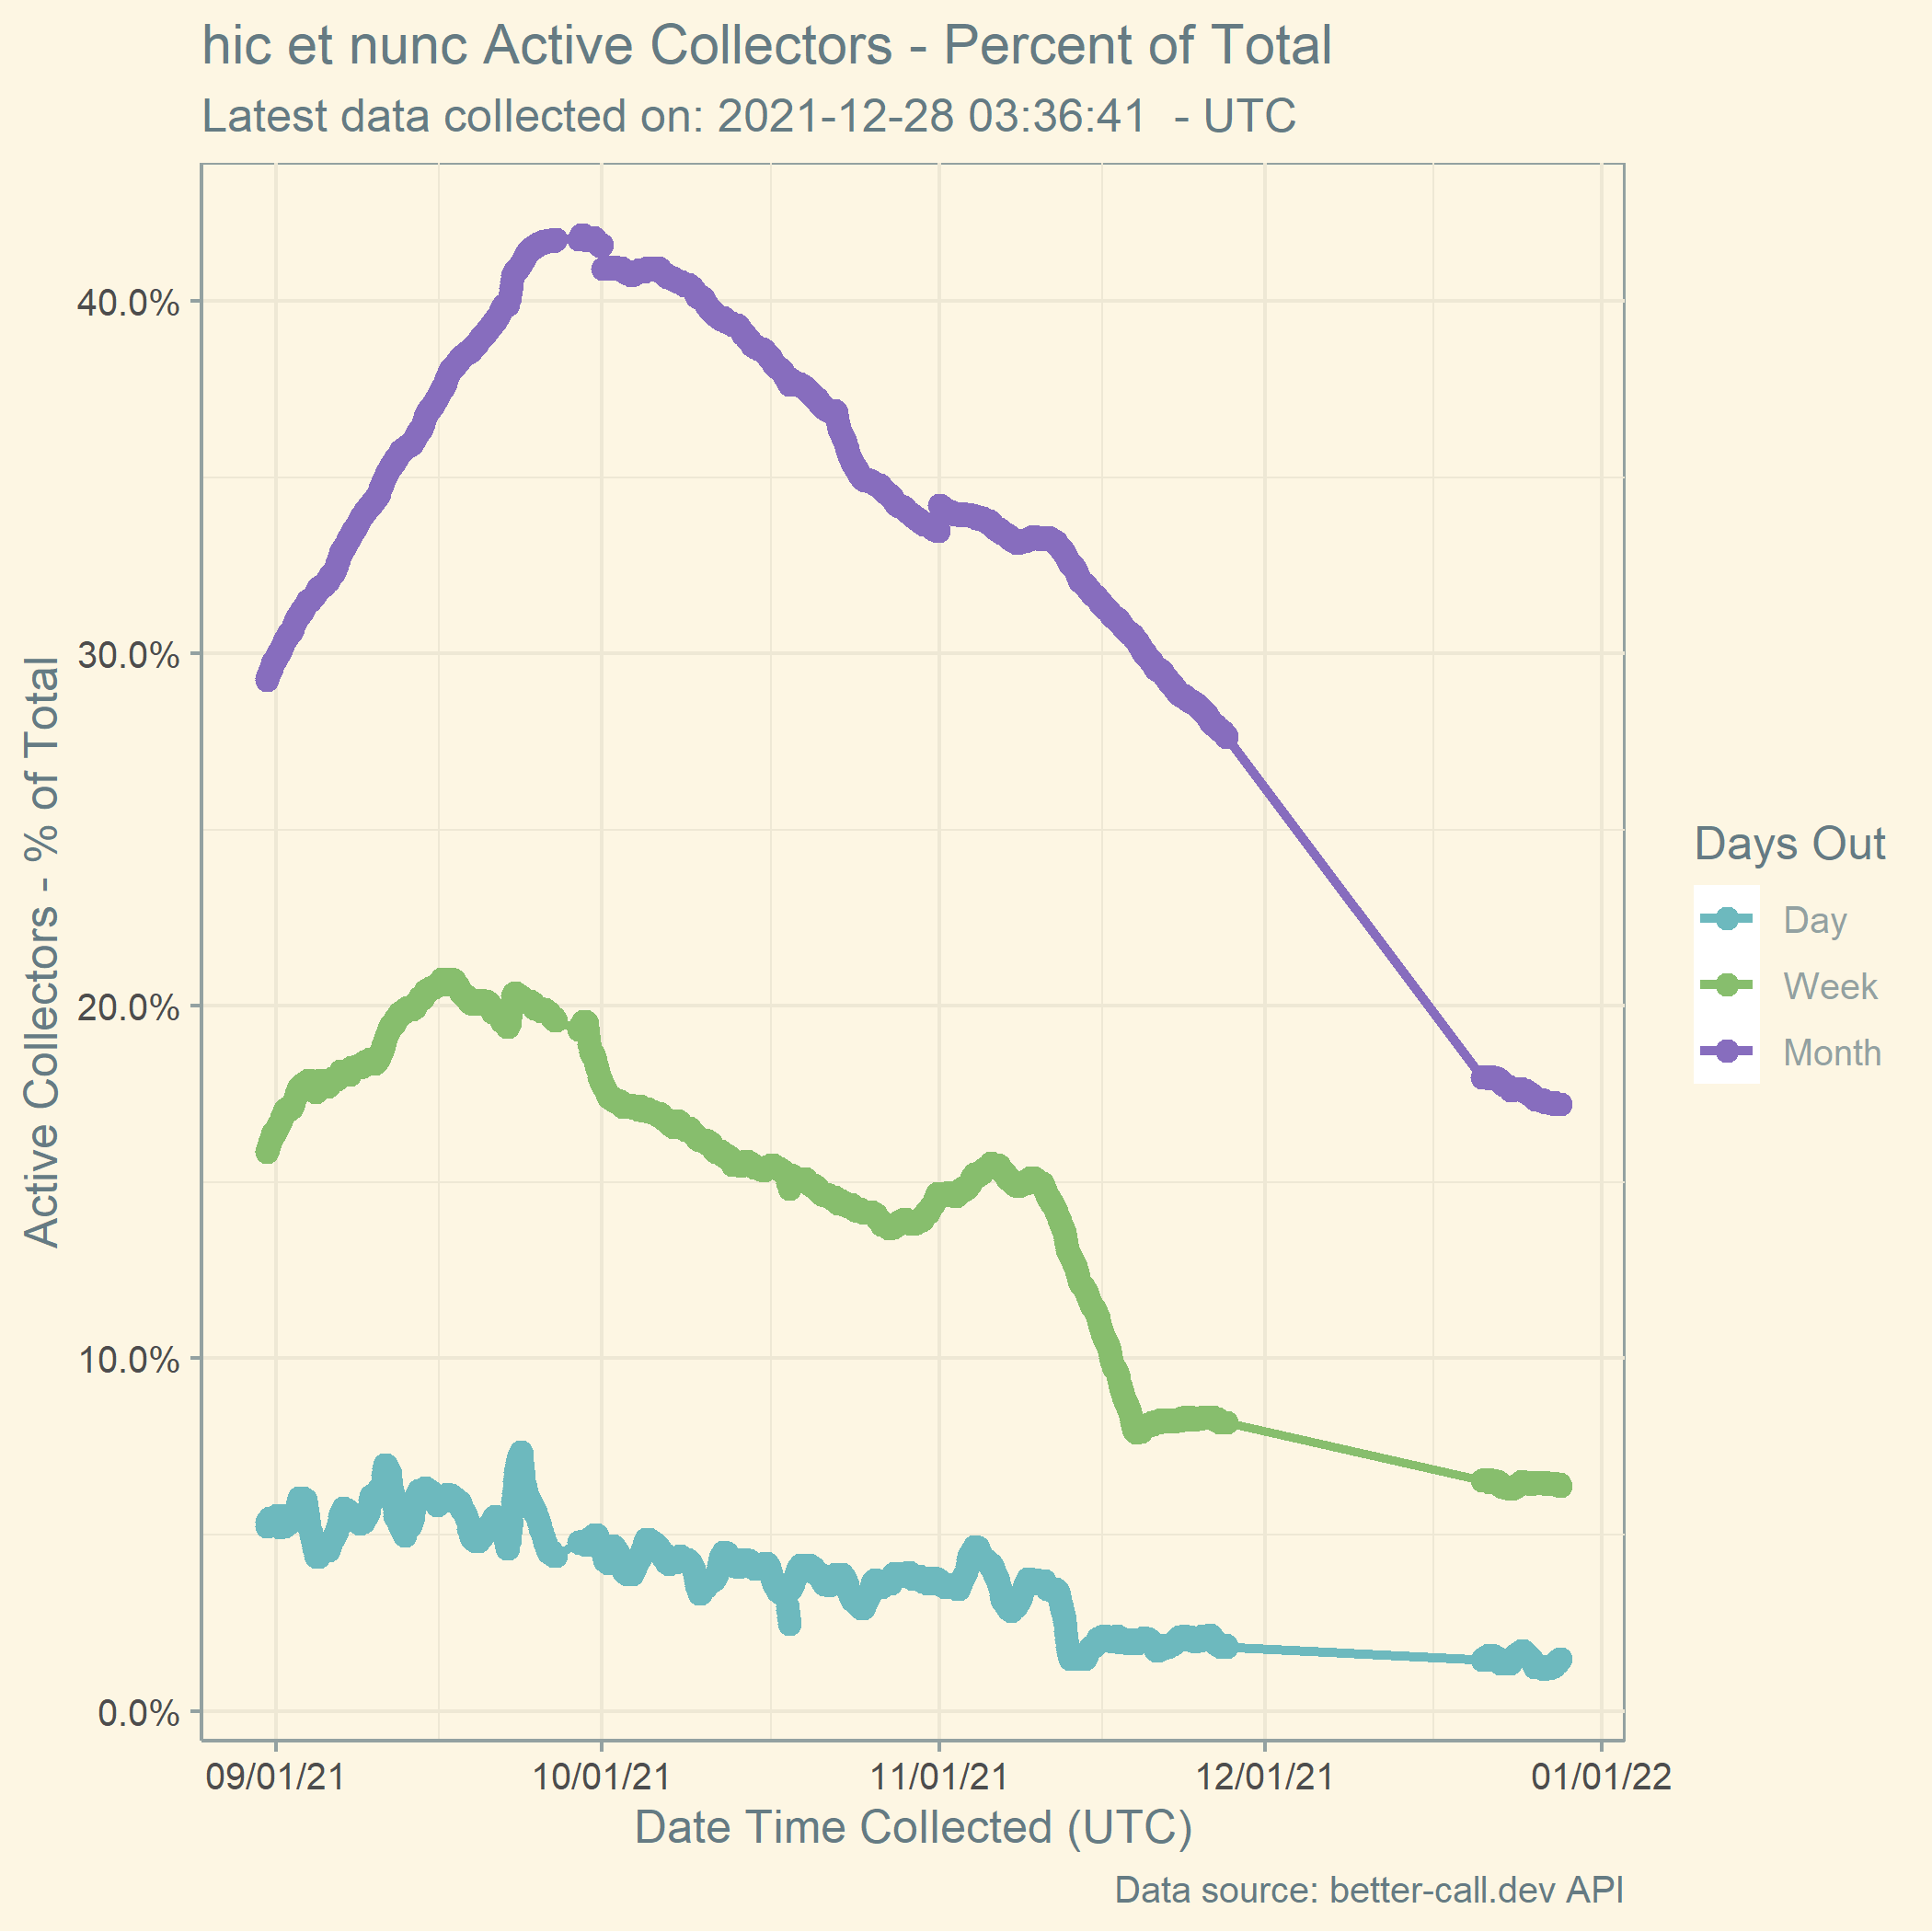 hic et nunc Active Collectors - Percent of Total
Latest data collected on: 2021-12-28 03:36:41  - UTC
Active Collectors - % of Total
40.0%
30.0%
20.0%
10.0%
0.0%
09/01/21
10/01/21
11/01/21
12/01/21
01/01/22
Date Time Collected (UTC)
Days Out
Day
Week
Month
Data source: better-call.dev API